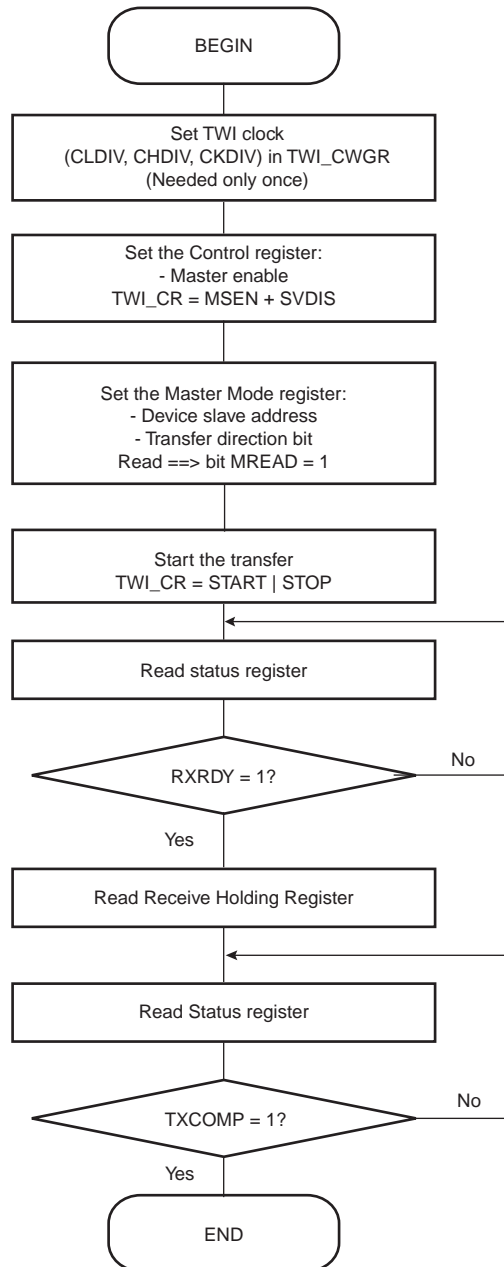 BEGIN
Set TWI clock
(CLDIV, CHDIV, CKDIV) in TWI_CWGR
(Needed only once)
Set the Control register:
- Master enable
TWI_CR = MSEN + SVDIS
Set the Master Mode register:
- Device slave address
- Transfer direction bit
Read ==> bit MREAD = 1
Start the transfer
TWI_CR = START | STOP
Read status register
RXRDY = 1?
No
Yes
Read Receive Holding Register
Read Status register
TXCOMP = 1?
No
Yes
END